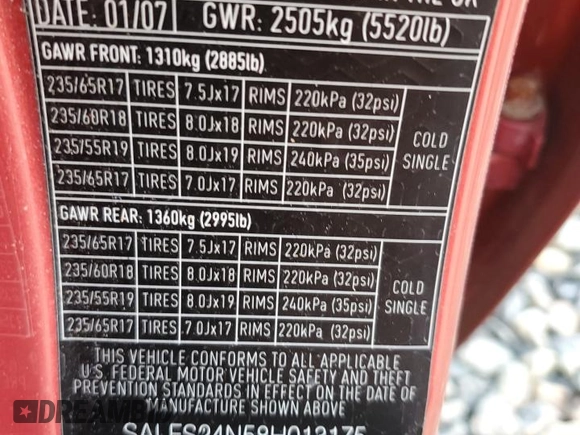 DATE: 01/07 GWR: 2505kg (5520lb)
GAWR FRONT: 1310kg (2885lb)
235/65R17 TIRES 7.5Jx17 RIMS 220kPa (32psi)
235/60R18 TIRES 8.0Jx18 RIMS 220kPa (32psi)
235/55R19 TIRES 8.0Jx19 RIMS 240kPa (35psi)
235/65R17 TIRES 7.0Jx17 RIMS 220kPa (32psi)
COLD
SINGLE
GAWR REAR: 1360kg (2995lb)
235/65R17 TIRES 7.5Jx17 RIMS 220kPa (32psi)
235/60R18 TIRES 8.0Jx18 RIMS 220kPa (32psi)
235/55R19 TIRES 8.0Jx19 RIMS 240kPa (35psi)
235/65R17 TIRES 7.0Jx17 RIMS 220kPa (32psi)
COLD
SINGLE
THIS VEHICLE CONFORMS TO ALL APPLICABLE
U.S. FEDERAL MOTOR VEHICLE SAFETY AND THEFT
PREVENTION STANDARDS IN EFFECT ON THE DATE OF
MANUFACTURE SHOWN ABOVE